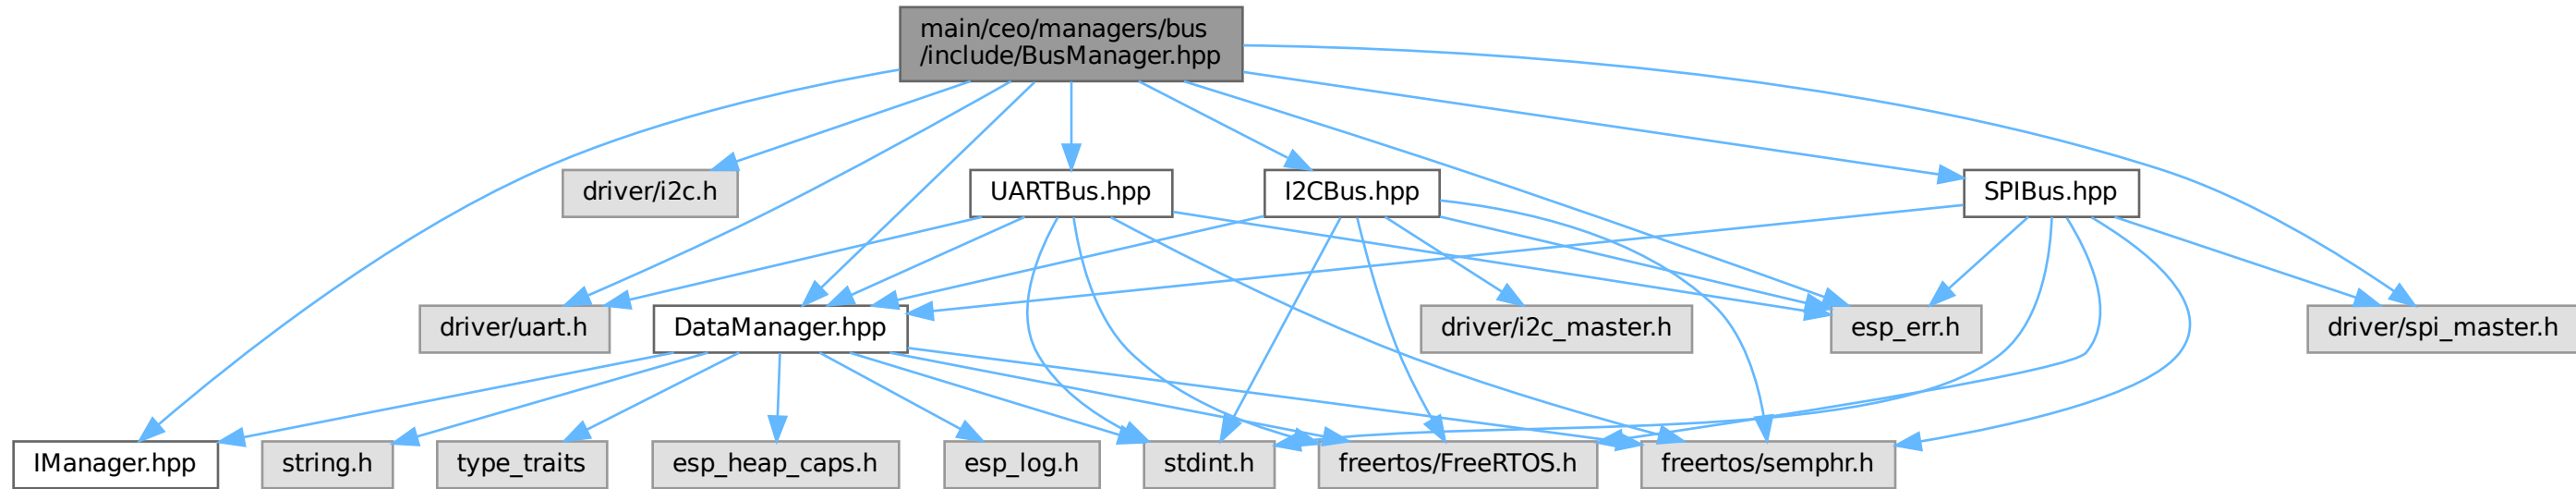 main/ceo/managers/bus
/include/BusManager.hpp
driver/i2c.h
UARTBus.hpp
I2CBus.hpp
SPIBus.hpp
driver/uart.h
DataManager.hpp
driver/i2c_master.h
esp_err.h
driver/spi_master.h
IManager.hpp
string.h
type_traits
esp_heap_caps.h
esp_log.h
stdint.h
freertos/FreeRTOS.h
freertos/semphr.h